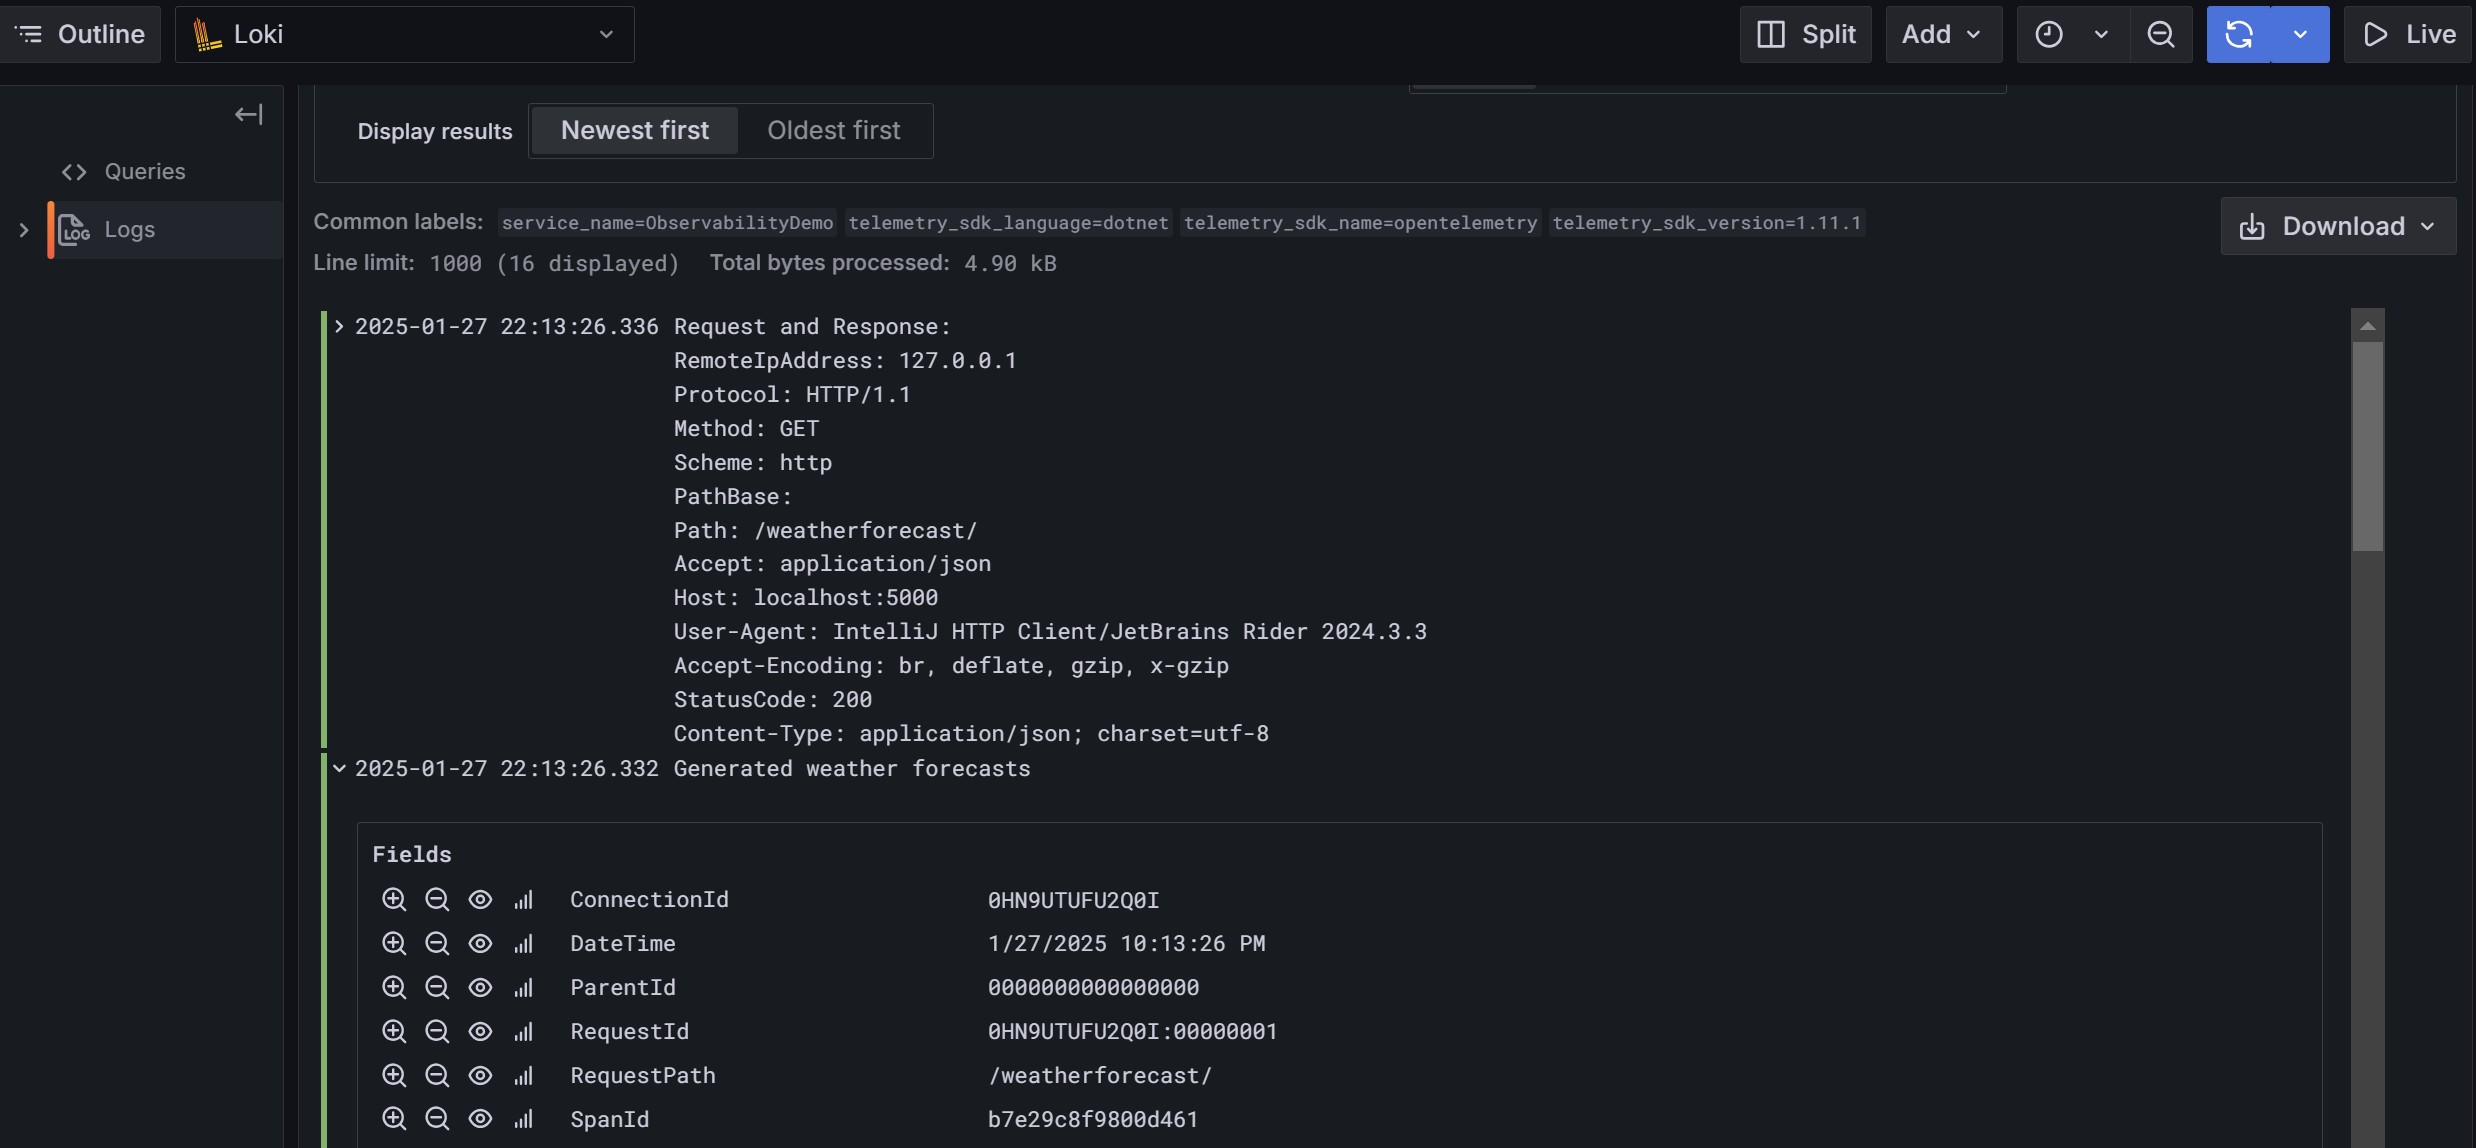 Outline
Loki
Split
Add
Live
Display results Newest first Oldest first
Queries
Logs
Common labels: service_name=ObservabilityDemo telemetry_sdk_language=dotnet telemetry_sdk_name=opentelemetry telemetry_sdk_version=1.11.1
Download
Line limit: 1000 (16 displayed) Total bytes processed: 4.90 kB
2025-01-27 22:13:26.336 Request and Response:
RemoteIpAddress: 127.0.0.1
Protocol: HTTP/1.1
Method: GET
Scheme: http
PathBase:
Path: /weatherforecast/
Accept: application/json
Host: localhost:5000
User-Agent: IntelliJ HTTP Client/JetBrains Rider 2024.3.3
Accept-Encoding: br, deflate, gzip, x-gzip
StatusCode: 200
Content-Type: application/json; charset=utf-8
2025-01-27 22:13:26.332 Generated weather forecasts
Fields
ConnectionId 0HN9UTUFU2Q0I
DateTime 1/27/2025 10:13:26 PM
ParentId 0000000000000000
RequestId 0HN9UTUFU2Q0I:00000001
RequestPath /weatherforecast/
SpanId b7e29c8f9800d461